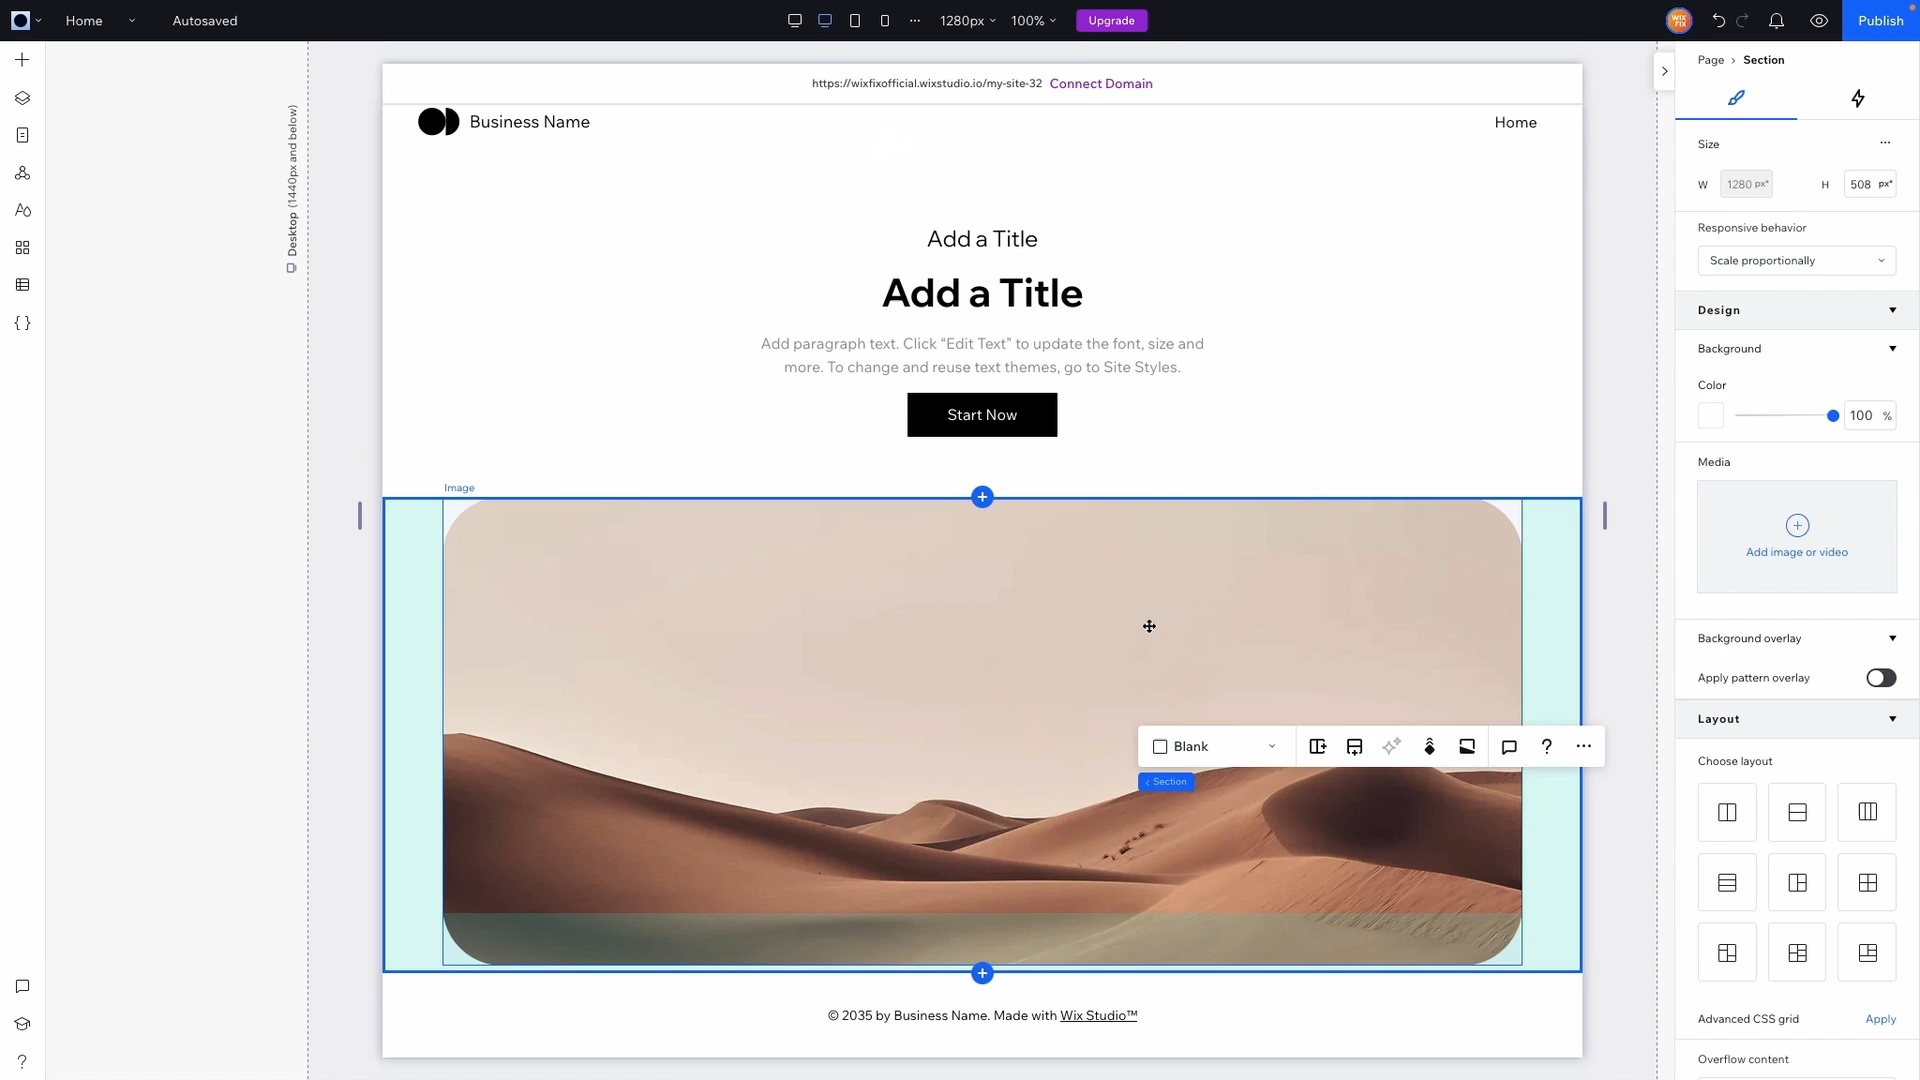 Home
Autosaved
1280px
100%
Upgrade
WIX
FIX
Publish
https://wixfixofficial.wixstudio.io/my-site-32 Connect Domain
Business Name
Home
Desktop (1440px and below)
Add a Title
Add a Title
Add paragraph text. Click “Edit Text” to update the font, size and
more. To change and reuse text themes, go to Site Styles.
Start Now
Image
Blank
Section
© 2035 by Business Name. Made with Wix Studio™
Page > Section
Size
W 1280 px* H 508 px*
Responsive behavior
Scale proportionally
Design
Background
Color
100 %
Media
Add image or video
Background overlay
Apply pattern overlay
Layout
Choose layout
Advanced CSS grid Apply
Overflow content